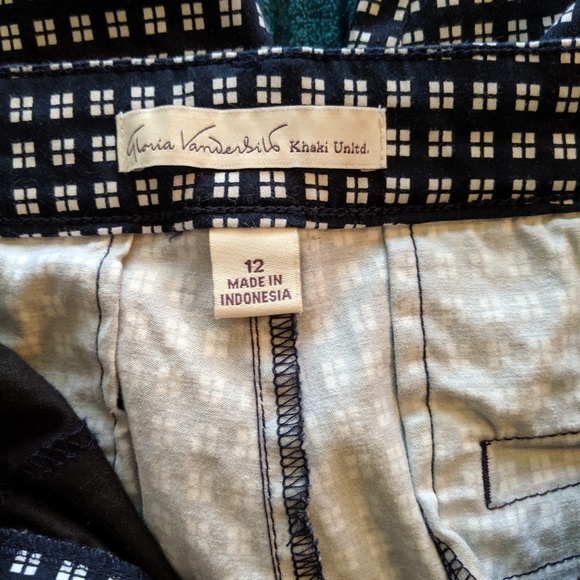 Gloria Vanderbilt Khaki Unltd.
12
MADE IN
INDONESIA